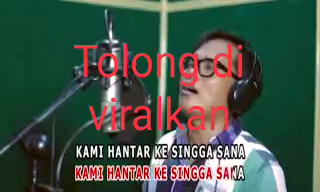 Tolong di
viralkan
KAMI HANTAR KE SINGGA SANA
KAMI HANTAR KE SINGGA SANA